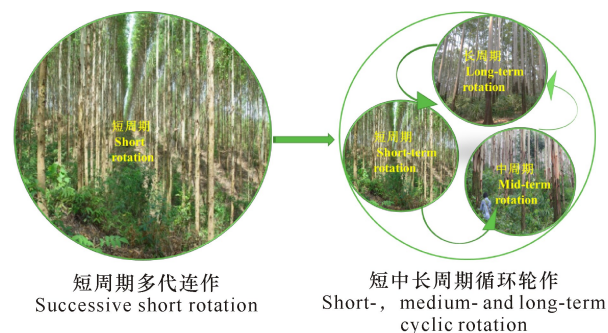 短周期
Short
rotation
长周期
Long-term
rotation
短周期
Short-term
rotation
中周期
Mid-term
rotation
短周期多代连作
Successive short rotation
短中长周期循环轮作
Short-, medium- and long-term
cyclic rotation